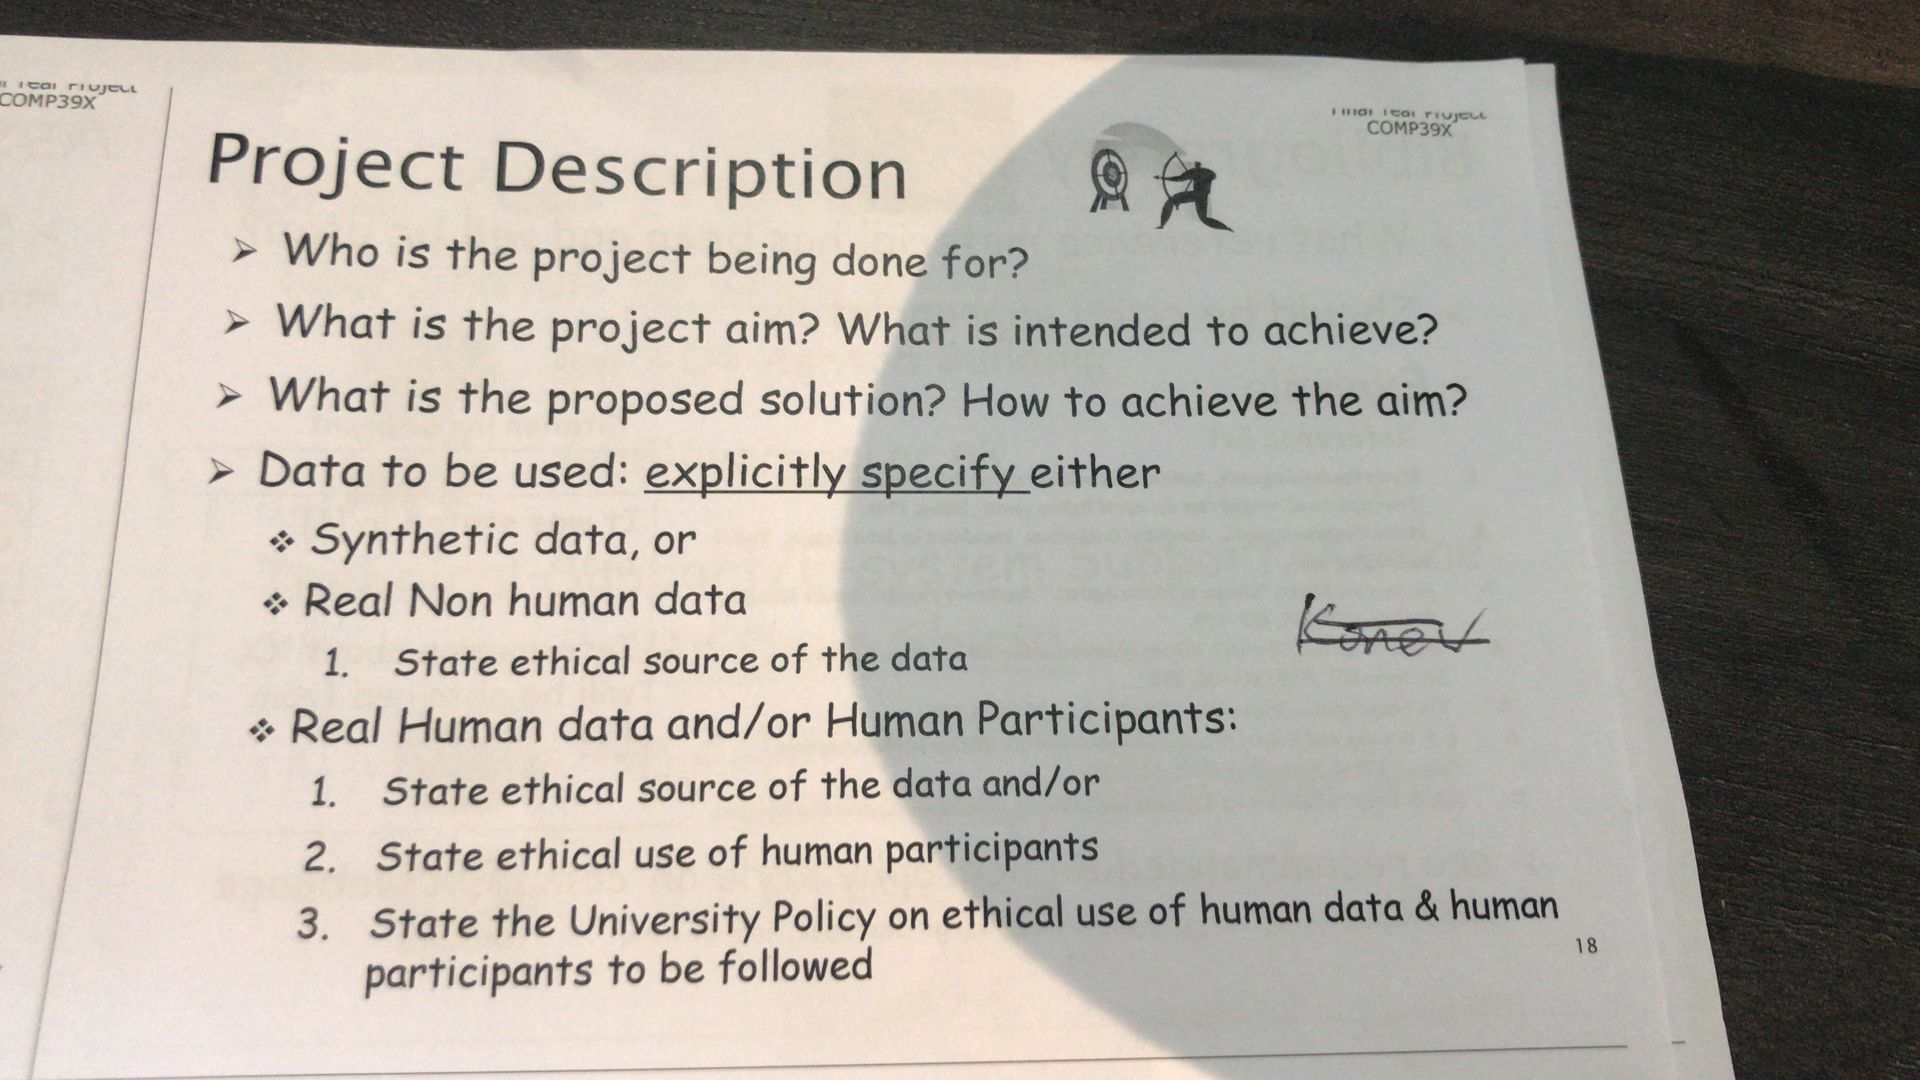 COMP39X
Final Year Project
COMP39X
Project Description
➢ Who is the project being done for?
➢ What is the project aim? What is intended to achieve?
➢ What is the proposed solution? How to achieve the aim?
➢ Data to be used: explicitly specify either
❖ Synthetic data, or
❖ Real Non human data
1. State ethical source of the data
Konev
❖ Real Human data and/or Human Participants:
1. State ethical source of the data and/or
2. State ethical use of human participants
3. State the University Policy on ethical use of human data & human
participants to be followed
18